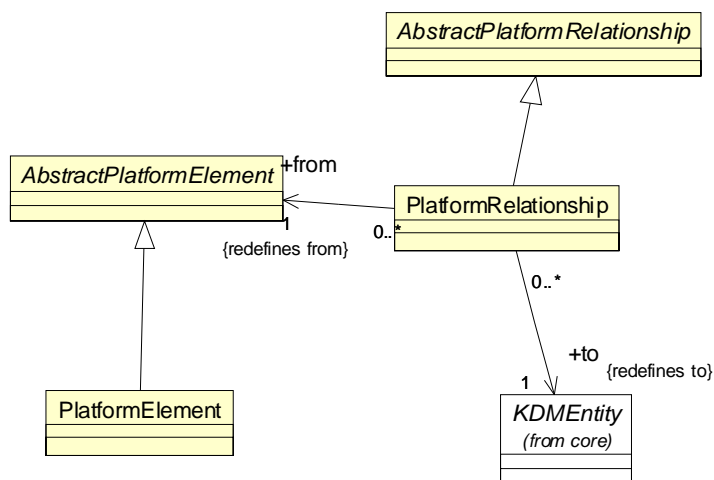 AbstractPlatformRelationship
AbstractPlatformElement
+from
PlatformRelationship
1
0..*
{redefines from}
0..*
+to
{redefines to}
1
PlatformElement
KDMEntity
(from core)